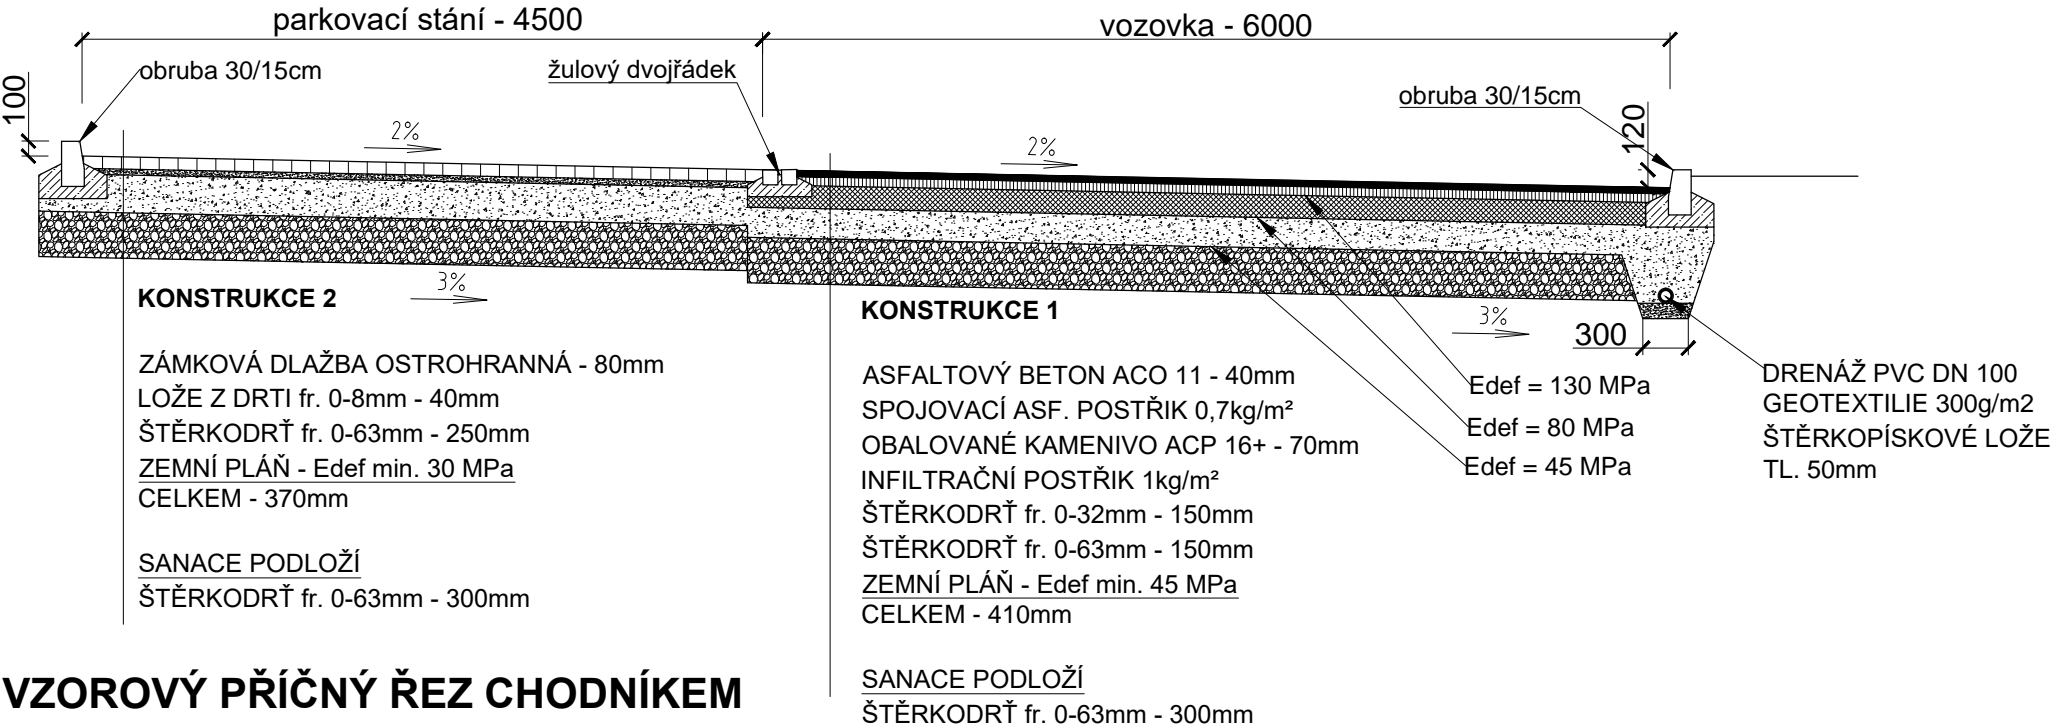 parkovací stání - 4500
vozovka - 6000
obruba 30/15cm
žulový dvojřádek
obruba 30/15cm
100
120
2%
2%
3%
3%
300
KONSTRUKCE 2
ZÁMKOVÁ DLAŽBA OSTROHRANNÁ - 80mm
LOŽE Z DRTI fr. 0-8mm - 40mm
ŠTĚRKODRŤ fr. 0-63mm - 250mm
ZEMNÍ PLÁŇ - Edef min. 30 MPa
CELKEM - 370mm
SANACE PODLOŽÍ
ŠTĚRKODRŤ fr. 0-63mm - 300mm
KONSTRUKCE 1
ASFALTOVÝ BETON ACO 11 - 40mm
SPOJOVACÍ ASF. POSTŘIK 0,7kg/m²
OBALOVANÉ KAMENIVO ACP 16+ - 70mm
INFILTRAČNÍ POSTŘIK 1kg/m²
ŠTĚRKODRŤ fr. 0-32mm - 150mm
ŠTĚRKODRŤ fr. 0-63mm - 150mm
ZEMNÍ PLÁŇ - Edef min. 45 MPa
CELKEM - 410mm
SANACE PODLOŽÍ
ŠTĚRKODRŤ fr. 0-63mm - 300mm
Edef = 130 MPa
Edef = 80 MPa
Edef = 45 MPa
DRENÁŽ PVC DN 100
GEOTEXTILIE 300g/m2
ŠTĚRKOPÍSKOVÉ LOŽE
TL. 50mm
VZOROVÝ PŘÍČNÝ ŘEZ CHODNÍKEM